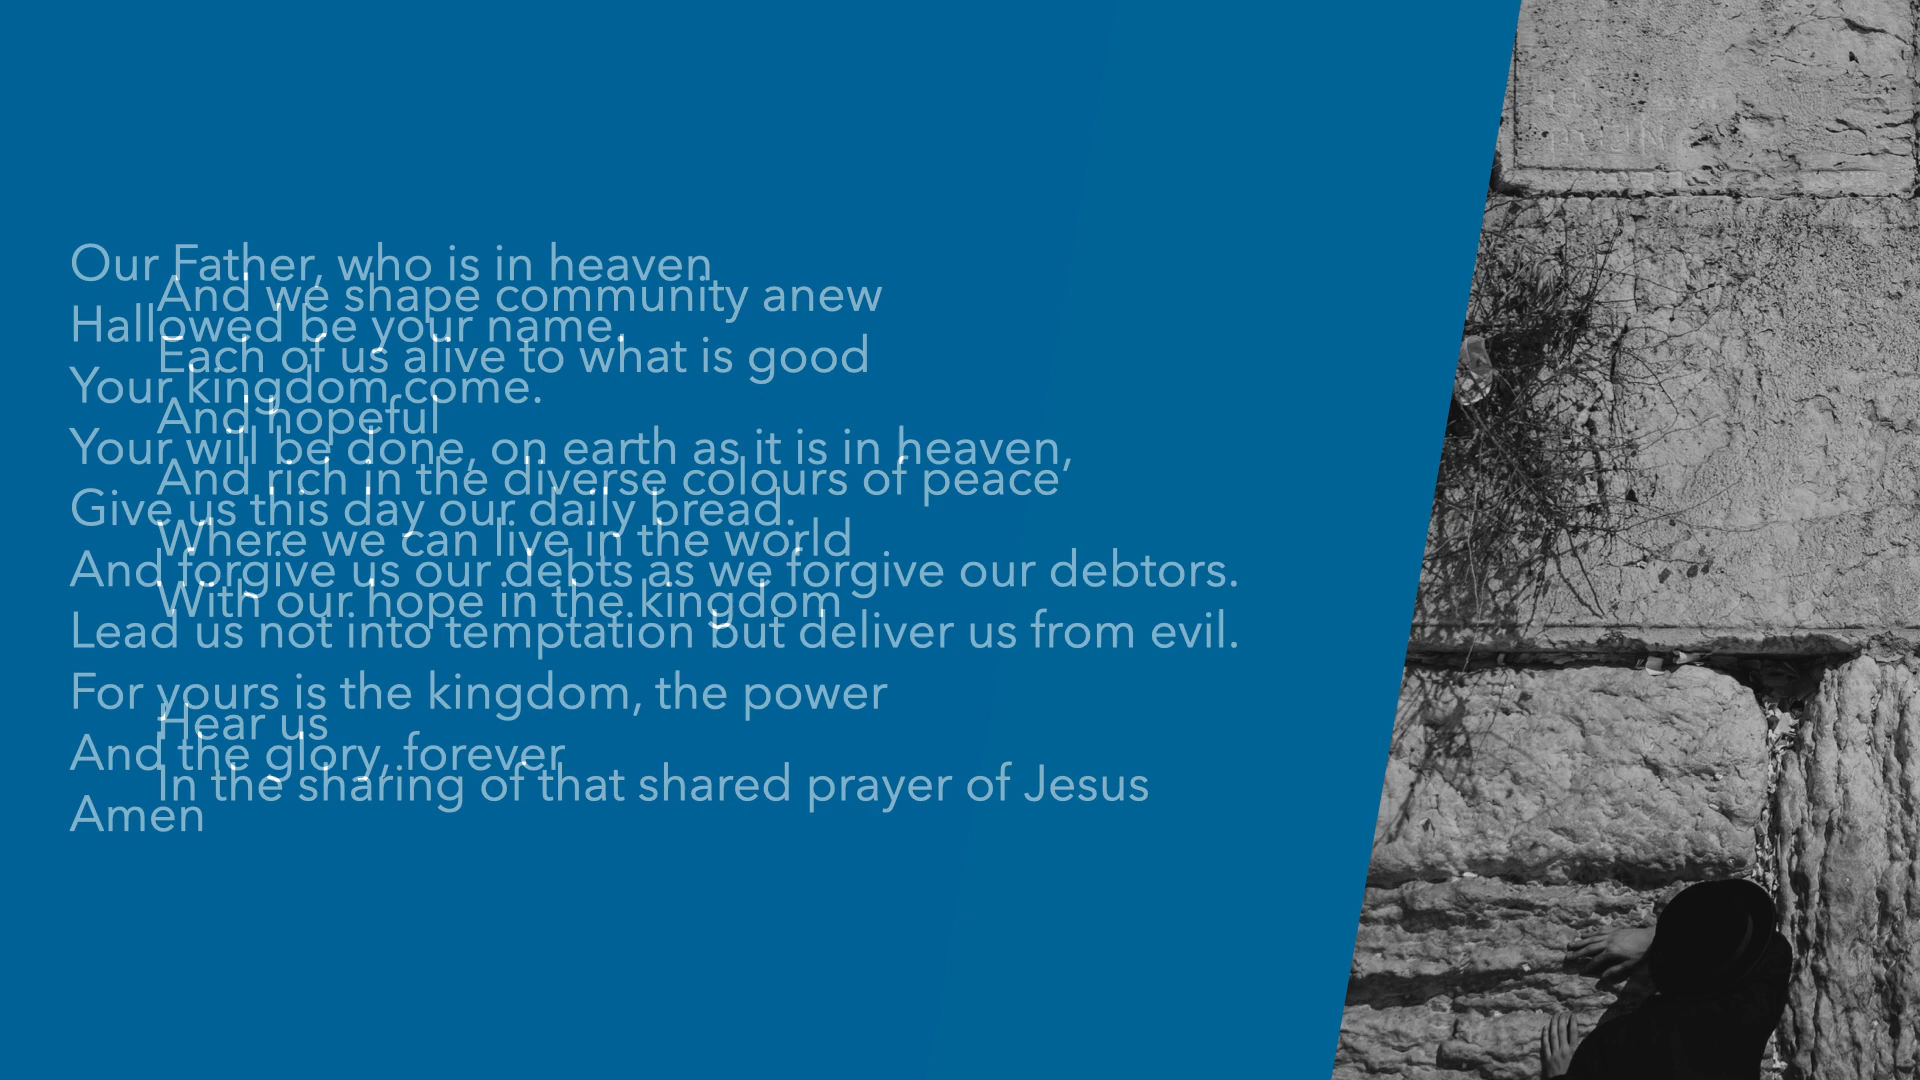 Our Father, who is in heaven
And we shape community anew
Hallowed be your name.
Each of us alive to what is good
Your kingdom come.
And hopeful
Your will be done, on earth as it is in heaven,
And rich in the diverse colours of peace
Give us this day our daily bread.
Where we can live in the world
And forgive us our debts as we forgive our debtors.
With our hope in the kingdom
Lead us not into temptation but deliver us from evil.
For yours is the kingdom, the power
Hear us
And the glory, forever
In the sharing of that shared prayer of Jesus
Amen